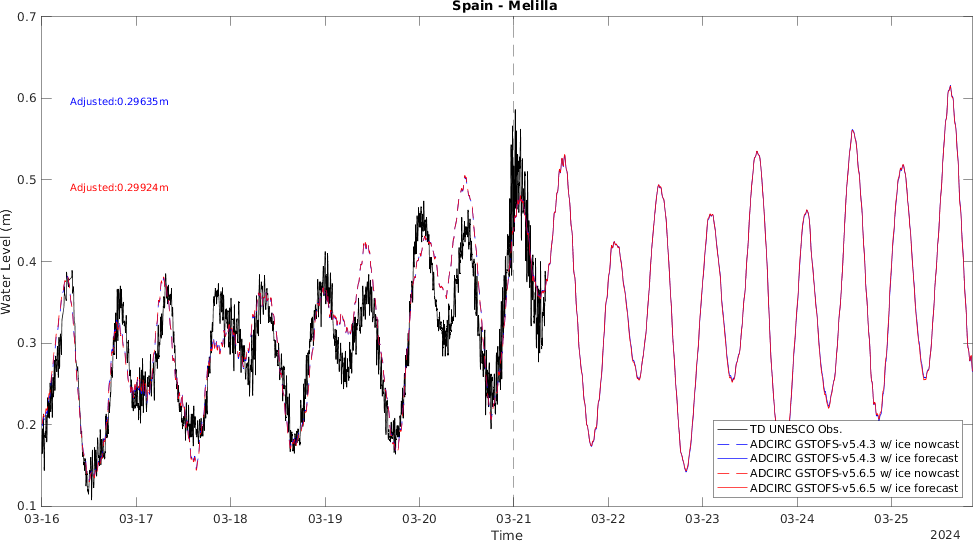 Spain - Melilla
0.7
0.6
0.5
0.4
0.3
0.2
0.1
Water Level (m)
Adjusted:0.29635m
Adjusted:0.29924m
TD UNESCO Obs.
ADCIRC GSTOFS-v5.4.3 w/ ice nowcast
ADCIRC GSTOFS-v5.4.3 w/ ice forecast
ADCIRC GSTOFS-v5.6.5 w/ ice nowcast
ADCIRC GSTOFS-v5.6.5 w/ ice forecast
03-16 03-17 03-18 03-19 03-20 03-21 03-22 03-23 03-24 03-25
Time
2024